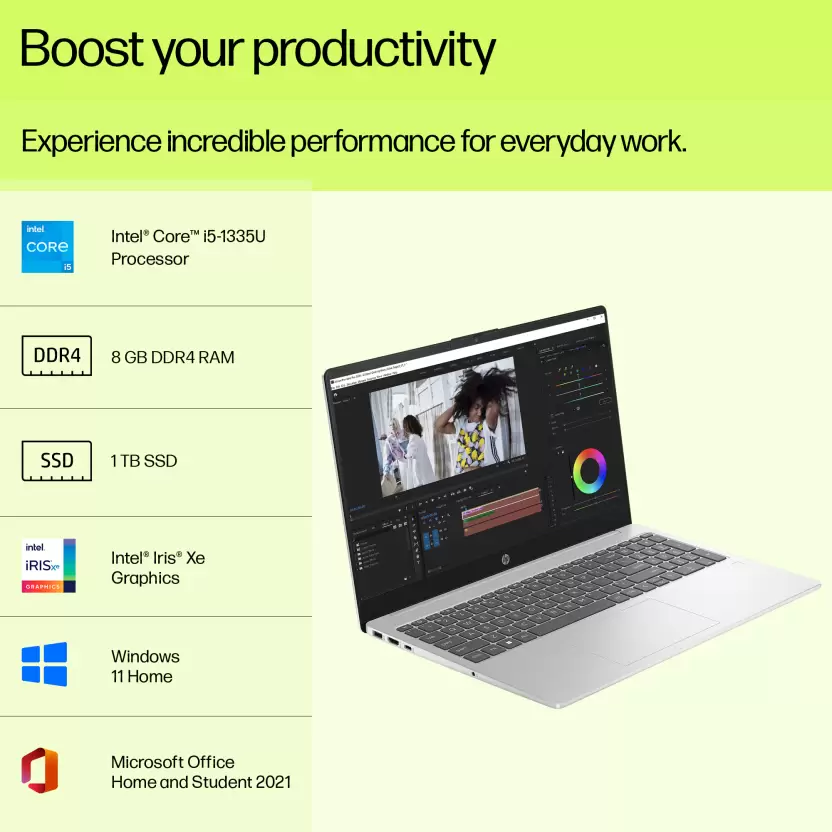 Boost your productivity
Experience incredible performance for everyday work.
intel
CORE
i5
Intel® Core™ i5-1335U
Processor
DDR4
8 GB DDR4 RAM
SSD
1 TB SSD
intel
iRISxe
GRAPHICS
Intel® Iris® Xe
Graphics
Windows
11 Home
Microsoft Office
Home and Student 2021
hp